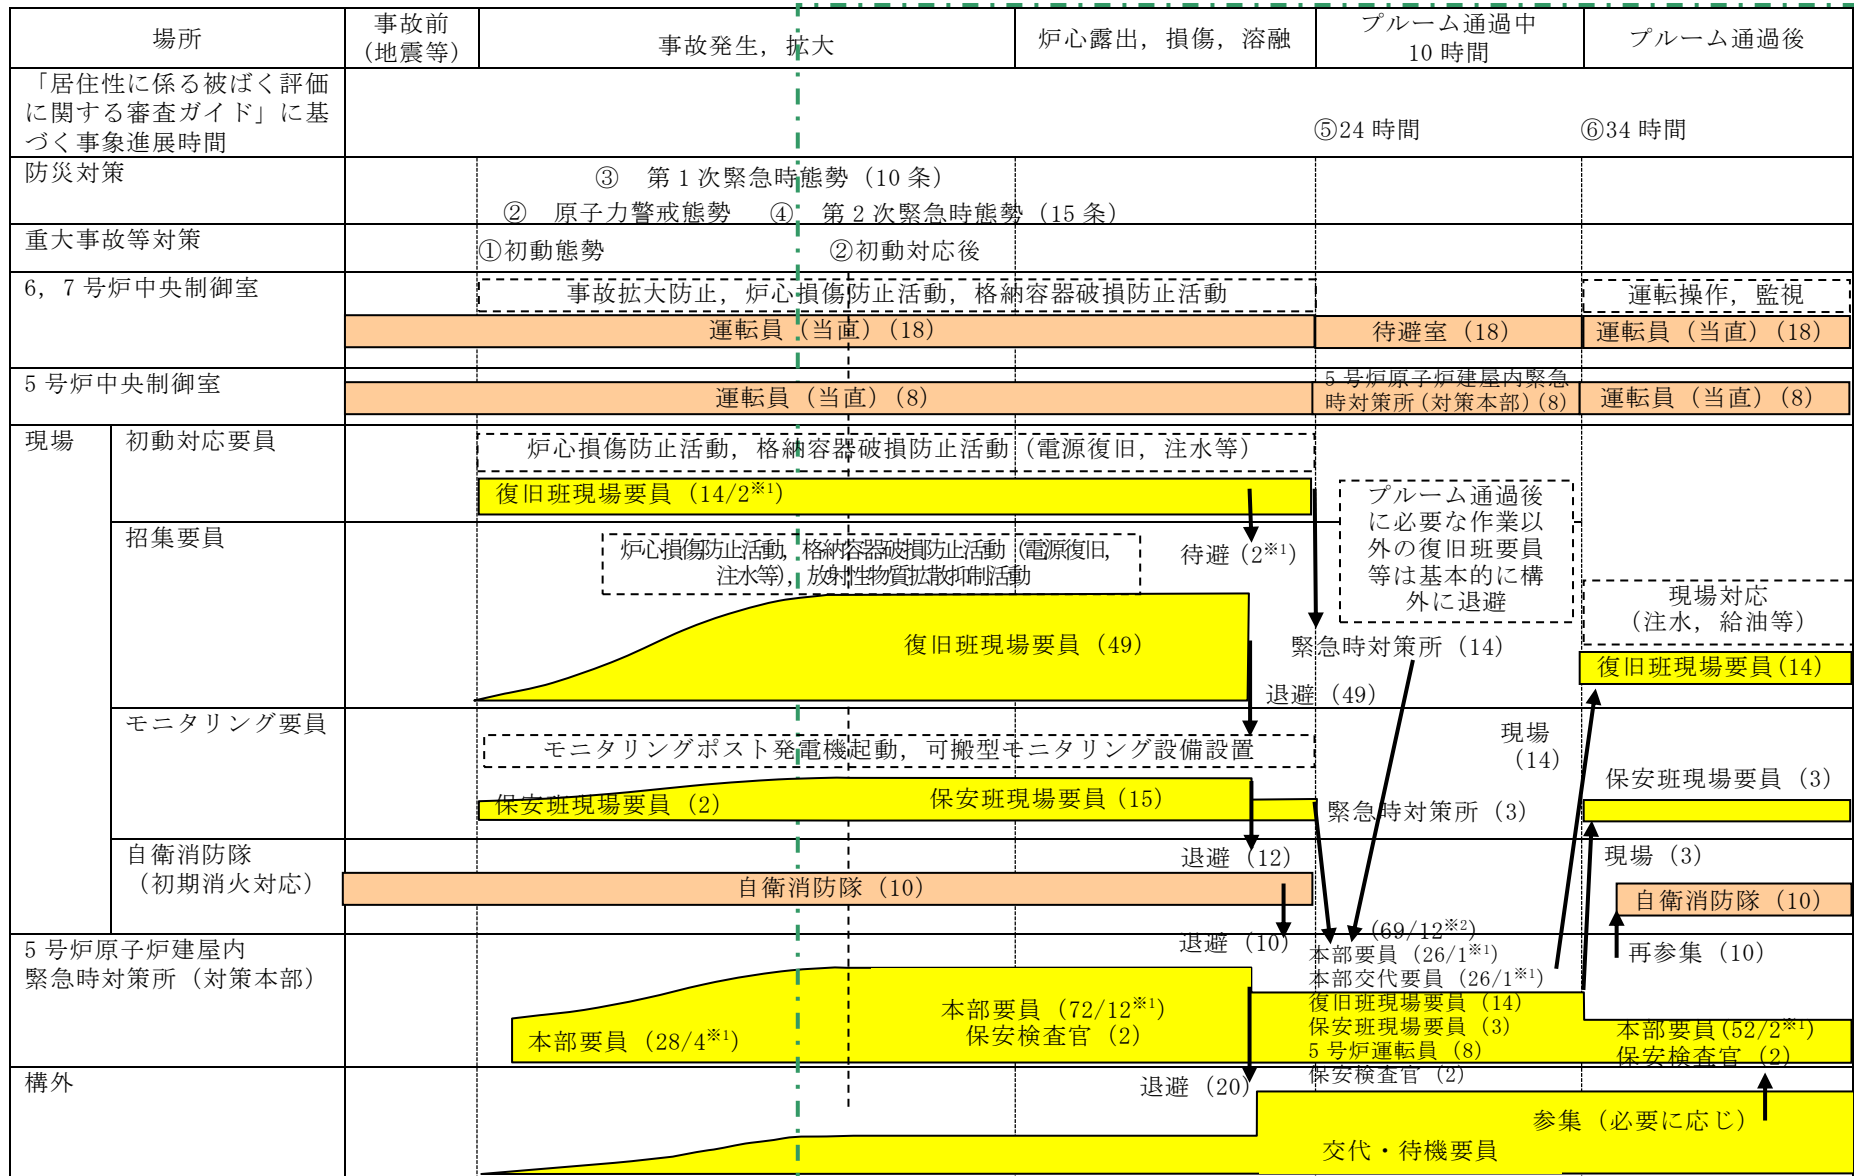 場所
事故前
(地震等)
事故発生，拡大
炉心露出，損傷，溶融
プルーム通過中
10 時間
プルーム通過後
「居住性に係る被ばく評価
に関する審査ガイド」に基
づく事象進展時間
⑤24 時間
⑥34 時間
防災対策
③　第 1 次緊急時態勢（10 条）
②　原子力警戒態勢
④　第 2 次緊急時態勢（15 条）
重大事故等対策
①初動態勢
②初動対応後
6，7 号炉中央制御室
事故拡大防止，炉心損傷防止活動，格納容器破損防止活動
運転操作，監視
運転員（当直）(18)
待避室（18）
運転員（当直）(18)
5 号炉中央制御室
運転員（当直）(8)
5 号炉原子炉建屋内緊急
時対策所(対策本部)(8)
運転員（当直）(8)
現場
初動対応要員
炉心損傷防止活動，格納容器破損防止活動（電源復旧，注水等）
復旧班現場要員（14/2※1）
プルーム通過後
に必要な作業以
外の復旧班要員
等は基本的に構
外に退避
招集要員
炉心損傷防止活動，格納容器破損防止活動（電源復旧，
注水等），放射性物質拡散抑制活動
待避（2※1）
現場対応
（注水，給油等）
復旧班現場要員（49）
緊急時対策所（14）
復旧班現場要員(14)
退避（49）
モニタリング要員
モニタリングポスト発電機起動，可搬型モニタリング設備設置
現場
（14）
保安班現場要員（2）
保安班現場要員(15)
緊急時対策所（3）
保安班現場要員（3）
自衛消防隊
（初期消火対応）
退避（12）
現場（3）
自衛消防隊（10）
自衛消防隊（10）
退避（10）
再参集（10）
5 号炉原子炉建屋内
緊急時対策所（対策本部）
(69/12※2)
本部要員（26/1※1）
本部交代要員（26/1※1）
復旧班現場要員（14）
保安班現場要員（3）
5 号炉運転員（8）
保安検査官（2）
本部要員（28/4※1）
本部要員（72/12※1）
保安検査官（2）
本部要員(52/2※1)
保安検査官（2）
構外
退避（20）
参集（必要に応じ）
交代・待機要員